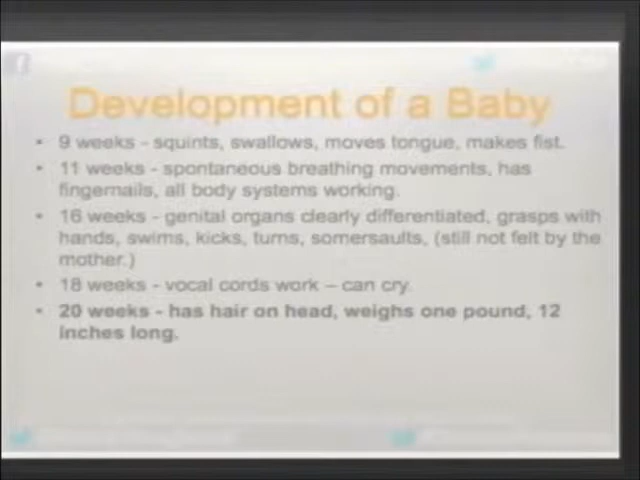 Development of a Baby
• 9 weeks - squints, swallows, moves tongue, makes fist.
• 11 weeks - spontaneous breathing movements, has
fingernails, all body systems working.
• 16 weeks - genital organs clearly differentiated, grasps with
hands, swims, kicks, turns, somersaults, (still not felt by the
mother.)
• 18 weeks - vocal cords work – can cry.
• 20 weeks - has hair on head, weighs one pound, 12
inches long.